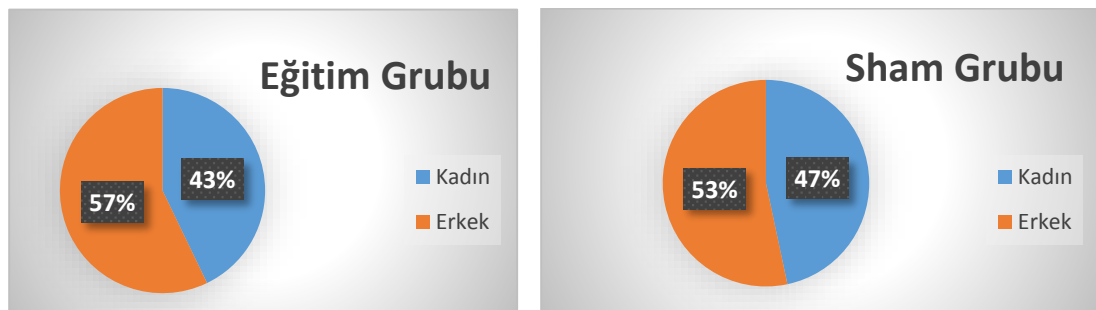 Eğitim Grubu
43%
57%
Kadın
Erkek
Sham Grubu
47%
53%
Kadın
Erkek